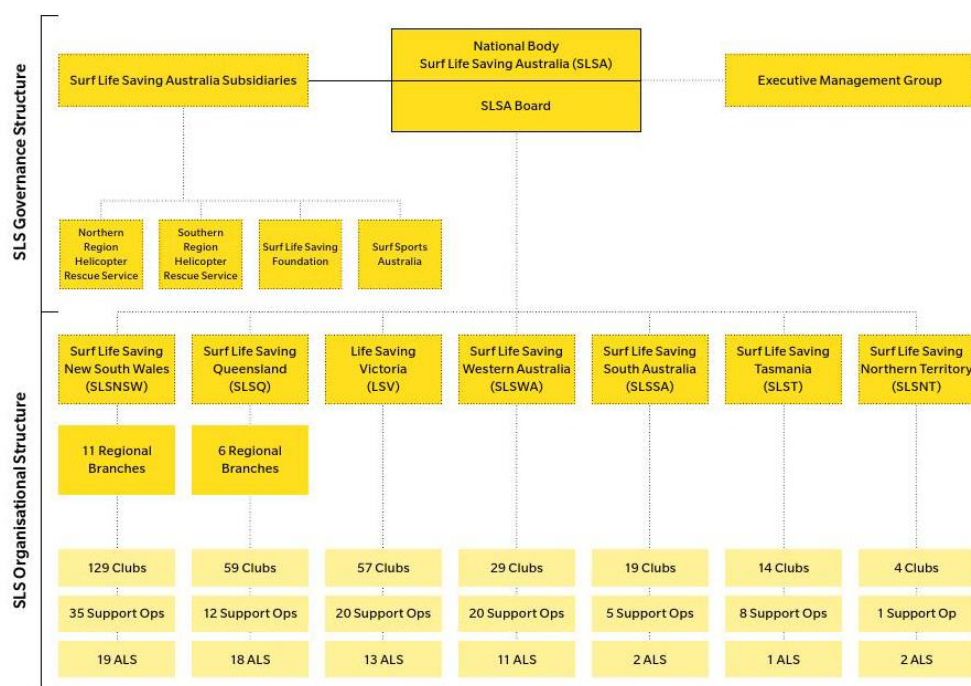 SLS Governance Structure
National Body
Surf Life Saving Australia (SLSA)
Surf Life Saving Australia Subsidiaries
Executive Management Group
SLSA Board
Northern
Region
Helicopter
Rescue Service
Southern
Region
Helicopter
Rescue Service
Surf Life Saving
Foundation
Surf Sports
Australia
SLS Organisational Structure
Surf Life Saving
New South Wales
(SLSNSW)
Surf Life Saving
Queensland
(SLSQ)
Life Saving
Victoria
(LSV)
Surf Life Saving
Western Australia
(SLSWA)
Surf Life Saving
South Australia
(SLSSA)
Surf Life Saving
Tasmania
(SLST)
Surf Life Saving
Northern Territory
(SLSNT)
11 Regional
Branches
6 Regional
Branches
129 Clubs
59 Clubs
57 Clubs
29 Clubs
19 Clubs
14 Clubs
4 Clubs
35 Support Ops
12 Support Ops
20 Support Ops
20 Support Ops
5 Support Ops
8 Support Ops
1 Support Op
19 ALS
18 ALS
13 ALS
11 ALS
2 ALS
1 ALS
2 ALS